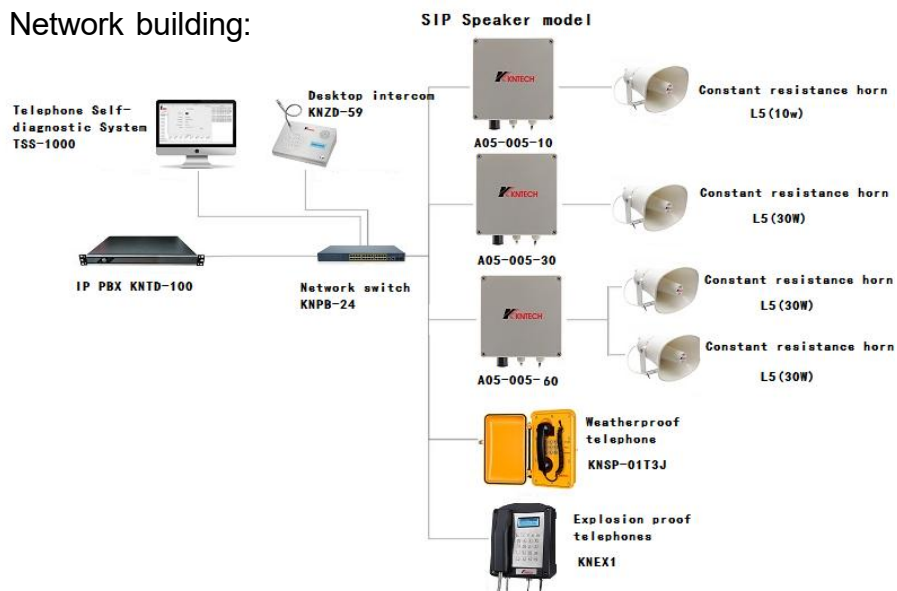 Network building:
SIP Speaker model
Telephone Self-
diagnostic System
TSS-1000
Desktop intercom
KNZD-59
KNTECH
A05-005-10
Constant resistance horn
L5(10w)
KNTECH
A05-005-30
Constant resistance horn
L5(30W)
IP PBX KNTD-100
Network switch
KNPB-24
KNTECH
A05-005-60
Constant resistance horn
L5(30W)
Constant resistance horn
L5(30W)
Weatherproof
telephone
KNSP-01T3J
Explosion proof
telephones
KNEX1